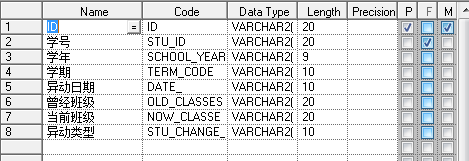 Name Code Data Type Length Precision P F M
1 ID = ID VARCHAR2( 20
2 学号 STU_ID VARCHAR2( 20
3 学年 SCHOOL_YEAR VARCHAR2( 9
4 学期 TERM_CODE VARCHAR2( 10
5 异动日期 DATE_ VARCHAR2( 10
6 曾经班级 OLD_CLASSES VARCHAR2( 20
7 当前班级 NOW_CLASSE VARCHAR2( 20
8 异动类型 STU_CHANGE_ VARCHAR2( 10